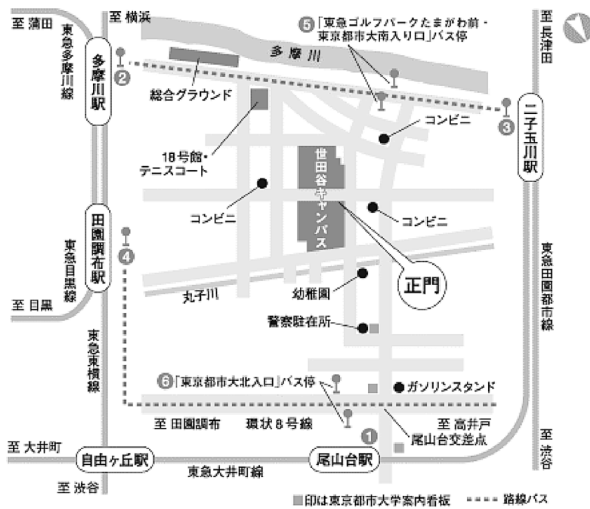 至 蒲田
至 横浜
東急多摩川線
多摩川駅
②
総合グラウンド
多摩川
⑤「東急ゴルフパークたまがわ前・
東京都市大南入り口」バス停
至 長津田
③
二子玉川駅
18号館・
テニスコート
コンビニ
コンビニ
コンビニ
世田谷キャンパス
正門
田園調布駅
④
東急目黒線
至 目黒
丸子川
幼稚園
警察駐在所
東急田園都市線
東急東横線
⑥「東京都市大北入口」バス停
ガソリンスタンド
至 田園調布
環状8号線
至 高井戸
尾山台交差点
①
至 大井町
自由ヶ丘駅
東急大井町線
尾山台駅
至 渋谷
至 渋谷
印は東京都市大学案内看板
路線バス